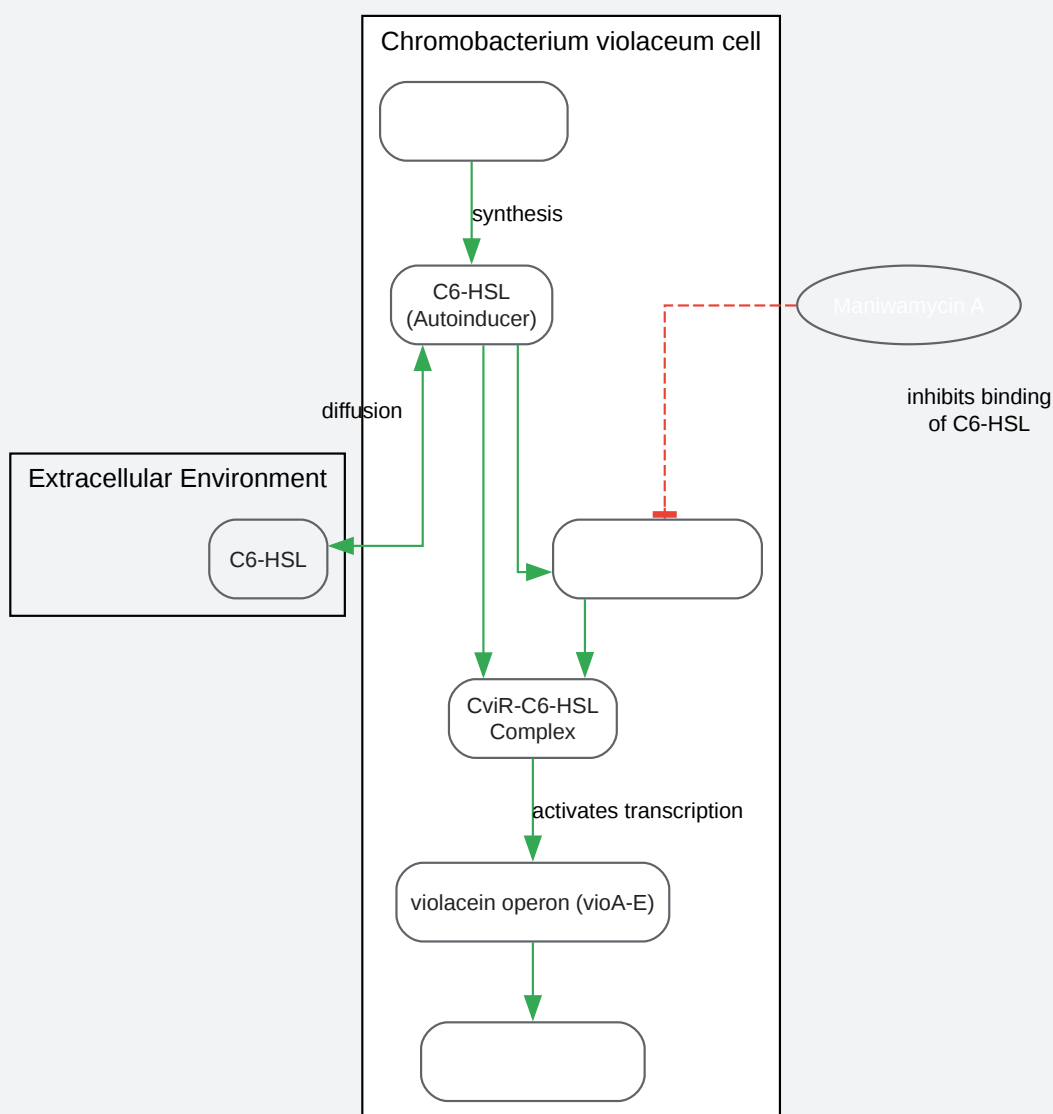 Chromobacterium violaceum cell
synthesis
C6-HSL
(Autoinducer)
Maniwamycin A
inhibits binding
of C6-HSL
diffusion
Extracellular Environment
C6-HSL
CviR-C6-HSL
Complex
activates transcription
violacein operon (vioA-E)